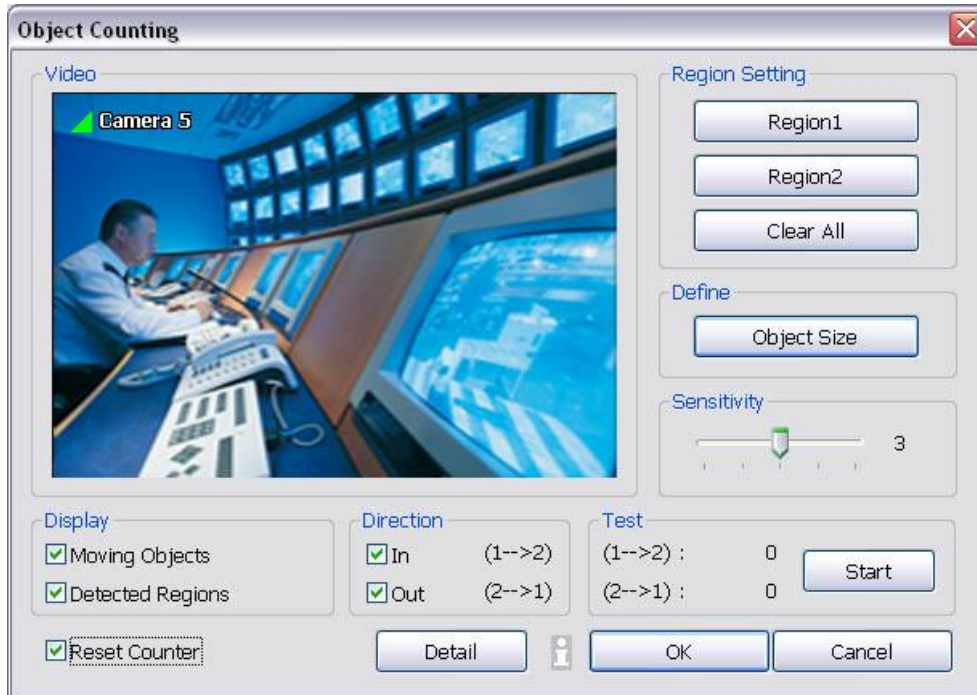 Object Counting
Video
Camera 5
Region Setting
Region1
Region2
Clear All
Define
Object Size
Sensitivity
3
Display
Moving Objects
Detected Regions
Direction
In (1-->2)
Out (2-->1)
Test
(1-->2) : 0
(2-->1) : 0
Start
Reset Counter
Detail
OK
Cancel